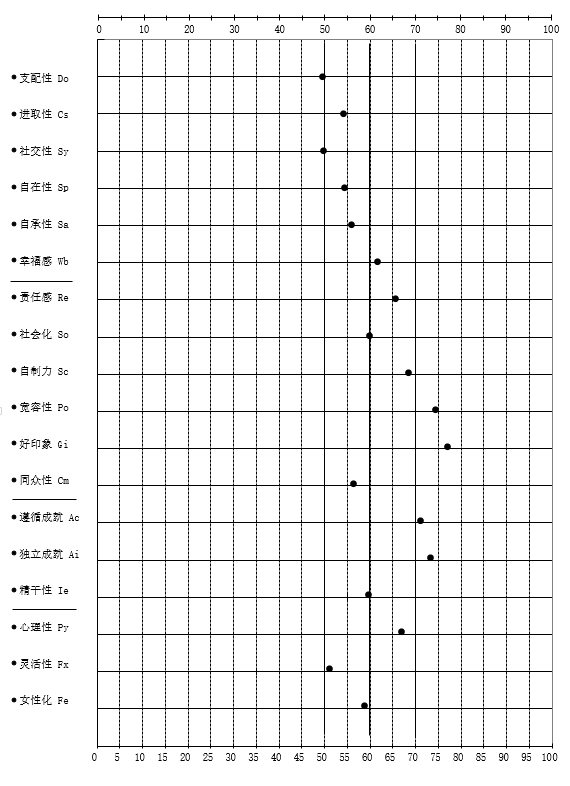 0 10 20 30 40 50 60 70 80 90 100
支配性 Do
进取性 Cs
社交性 Sy
自在性 Sp
自承性 Sa
幸福感 Wb
责任感 Re
社会化 So
自制力 Sc
宽容性 Po
好印象 Gi
同众性 Cm
遵循成就 Ac
独立成就 Ai
精干性 Ie
心理性 Py
灵活性 Fx
女性化 Fe
0 5 10 15 20 25 30 35 40 45 50 55 60 65 70 75 80 85 90 95 100